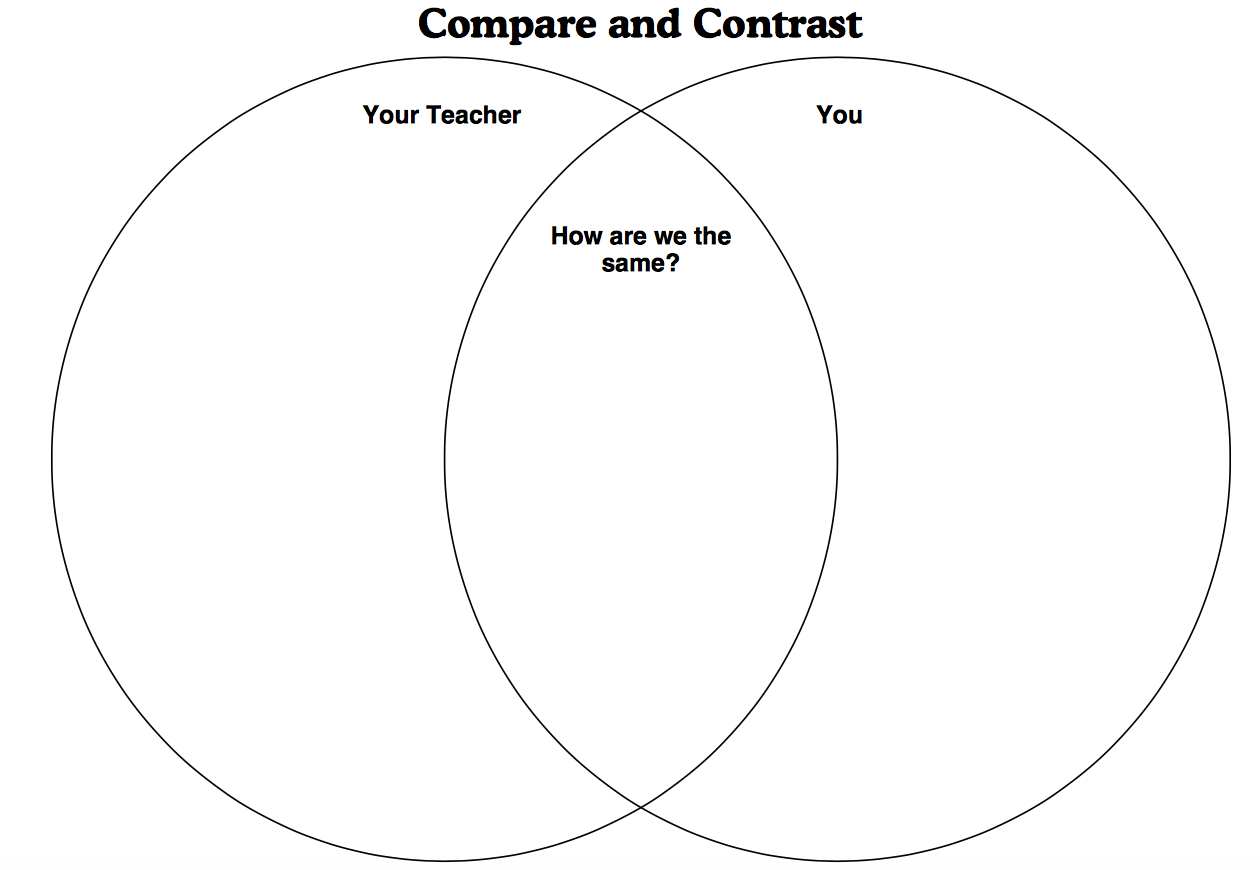 Compare and Contrast
Your Teacher
You
How are we the
same?